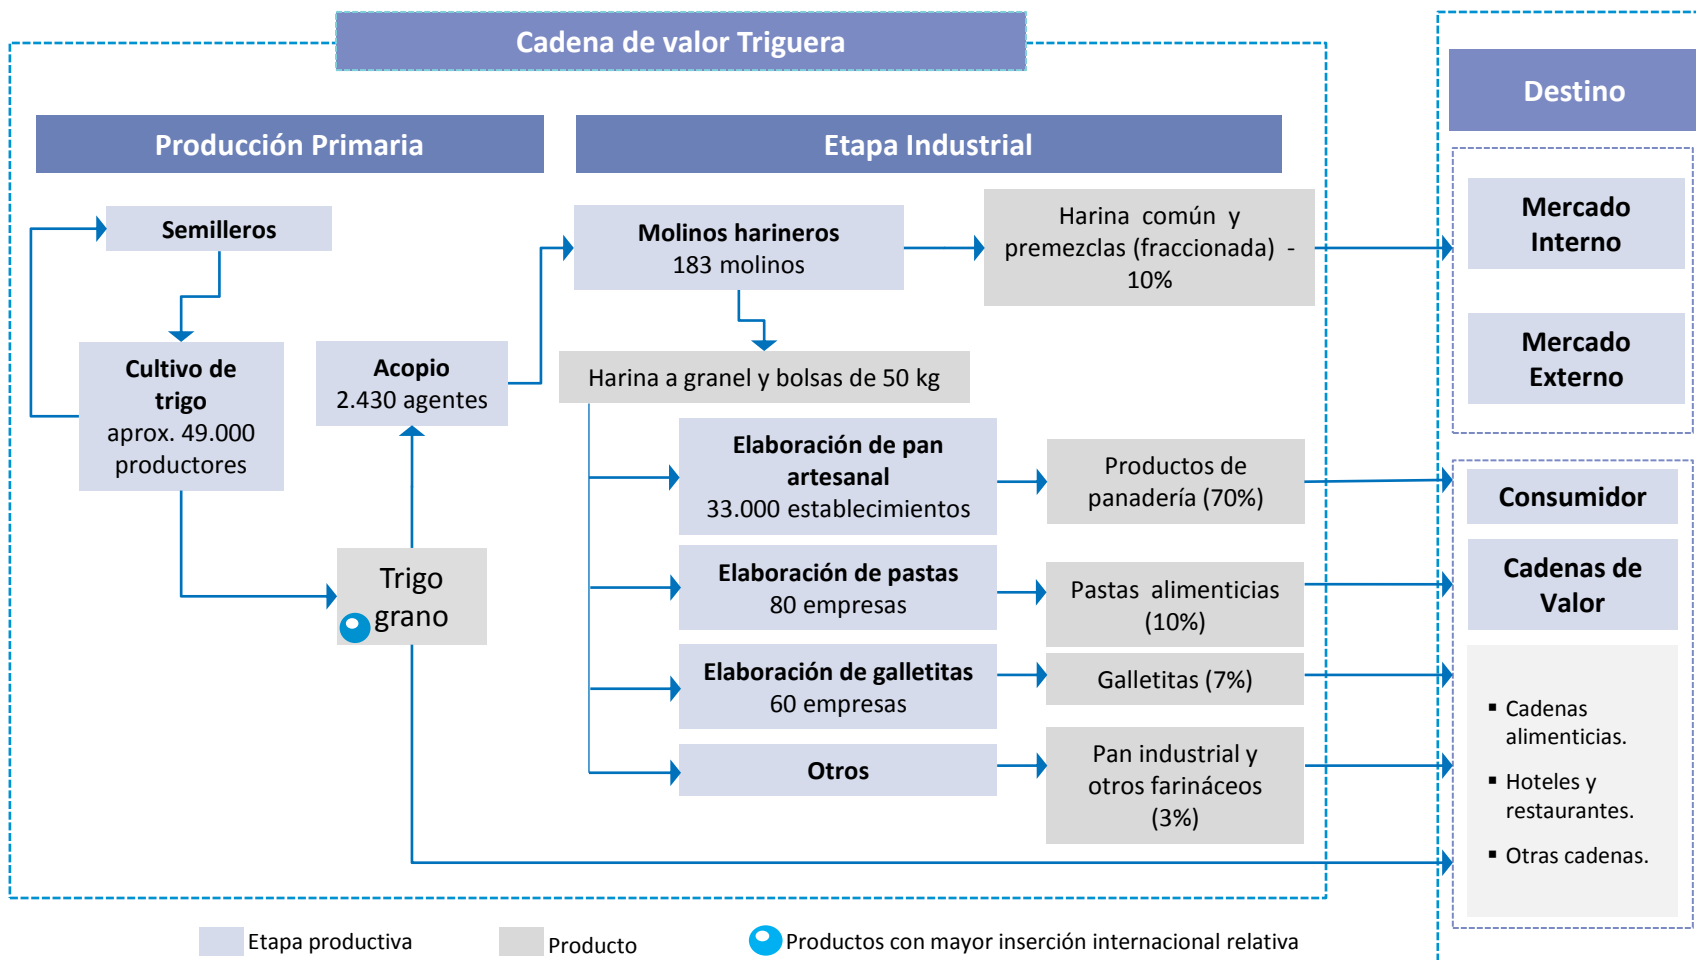 Cadena de valor Triguera
Destino
Producción Primaria
Etapa Industrial
Semilleros
Cultivo de
trigo
aprox. 49.000
productores
Acopio
2.430 agentes
Trigo
grano
Molinos harineros
183 molinos
Harina común y
premezclas (fraccionada) -
10%
Harina a granel y bolsas de 50 kg
Elaboración de pan
artesanal
33.000 establecimientos
Productos de
panadería (70%)
Elaboración de pastas
80 empresas
Pastas alimenticias
(10%)
Elaboración de galletitas
60 empresas
Galletitas (7%)
Otros
Pan industrial y
otros farináceos
(3%)
Mercado
Interno
Mercado
Externo
Consumidor
Cadenas de
Valor
▪ Cadenas
alimenticias.
▪ Hoteles y
restaurantes.
▪ Otras cadenas.
Etapa productiva
Producto
Productos con mayor inserción internacional relativa